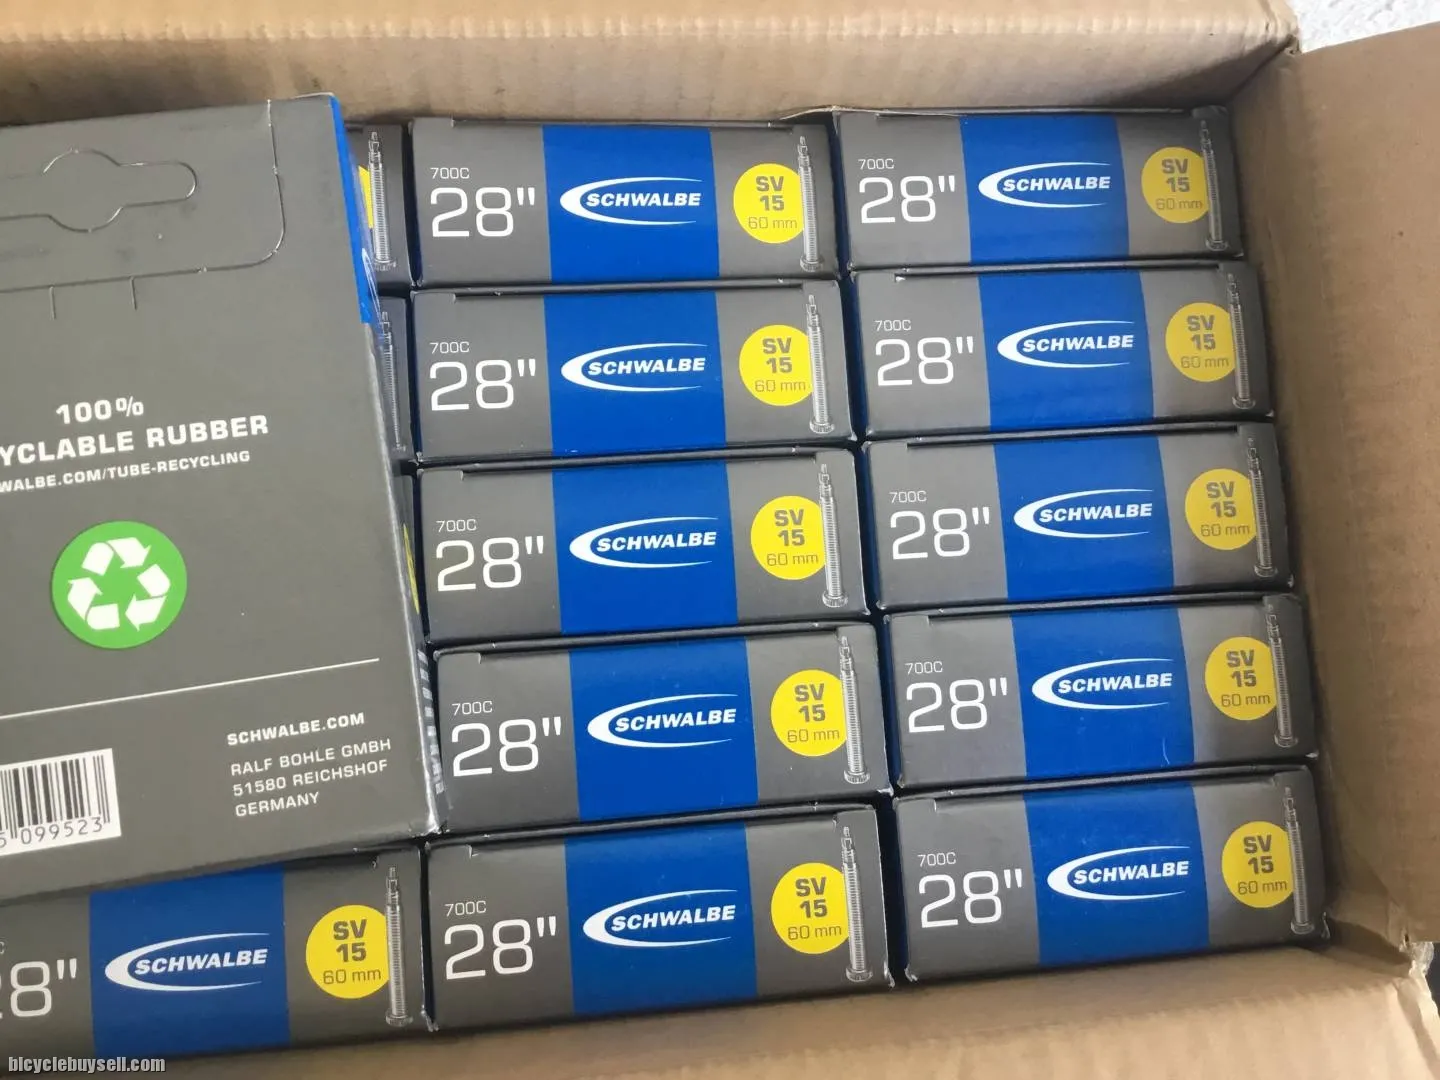 100%
YCLABLE RUBBER
WALBE.COM/TUBE-RECYCLING
SCHWALBE.COM
RALF BOHLE GMBH
51580 REICHSHOF
GERMANY
5 099523
700C
28"
SCHWALBE
SV
15
60 mm
700C
28"
SCHWALBE
SV
15
60 mm
700C
28"
SCHWALBE
SV
15
60 mm
700C
28"
SCHWALBE
SV
15
60 mm
700C
28"
SCHWALBE
SV
15
60 mm
700C
28"
SCHWALBE
SV
15
60 mm
700C
28"
SCHWALBE
SV
15
60 mm
700C
28"
SCHWALBE
SV
15
60 mm
C
28"
SCHWALBE
SV
15
60 mm
700C
28"
SCHWALBE
SV
15
60 mm
700C
28"
SCHWALBE
SV
15
60 mm
bicyclebuysell.com